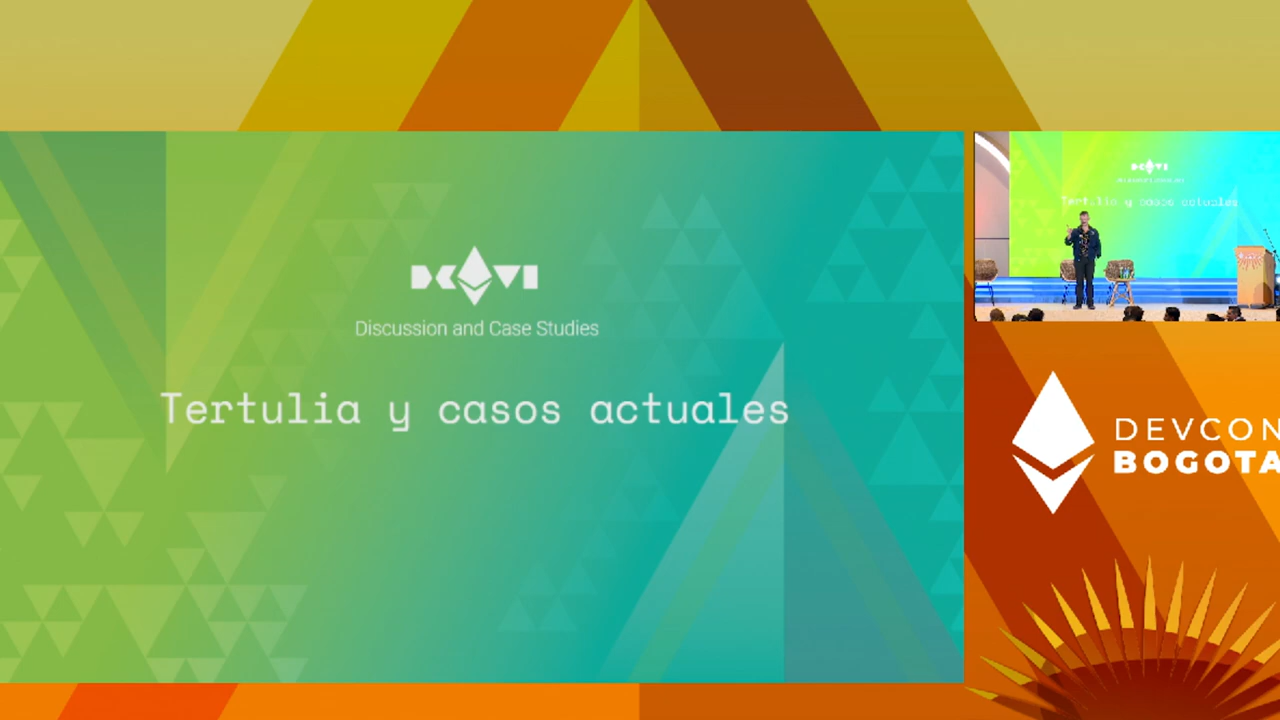 Discussion and Case Studies
Tertulia y casos actuales
Tertulia y casos actuales
DEVCON
BOGOTA